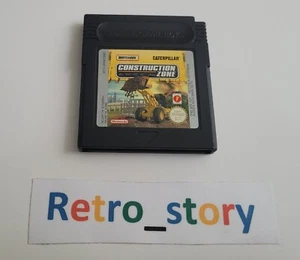 MATCHBOX
CATERPILLAR
CONSTRUCTION
ZONE
Nintendo
Retro_story